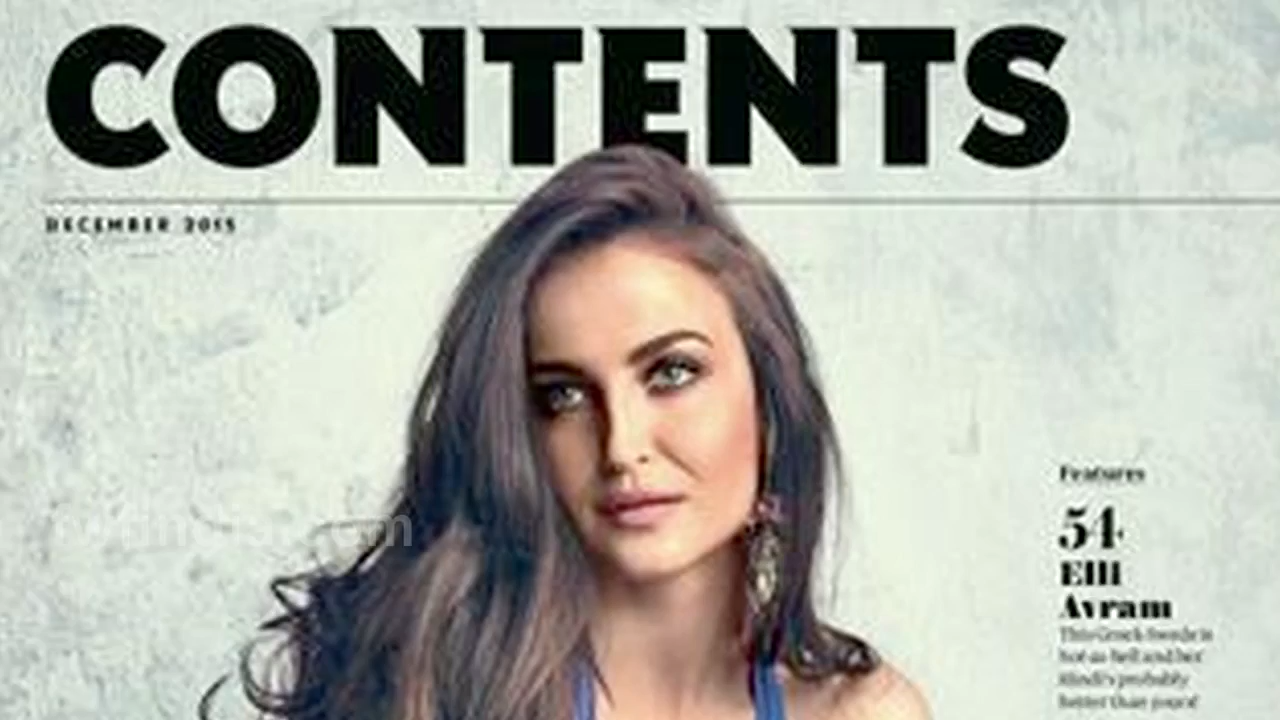 CONTENTS
DECEMBER 2015
Features
54
Elli
Avram
This Greek-Swede is
hot as hell and her
Hindi's probably
better than yours!